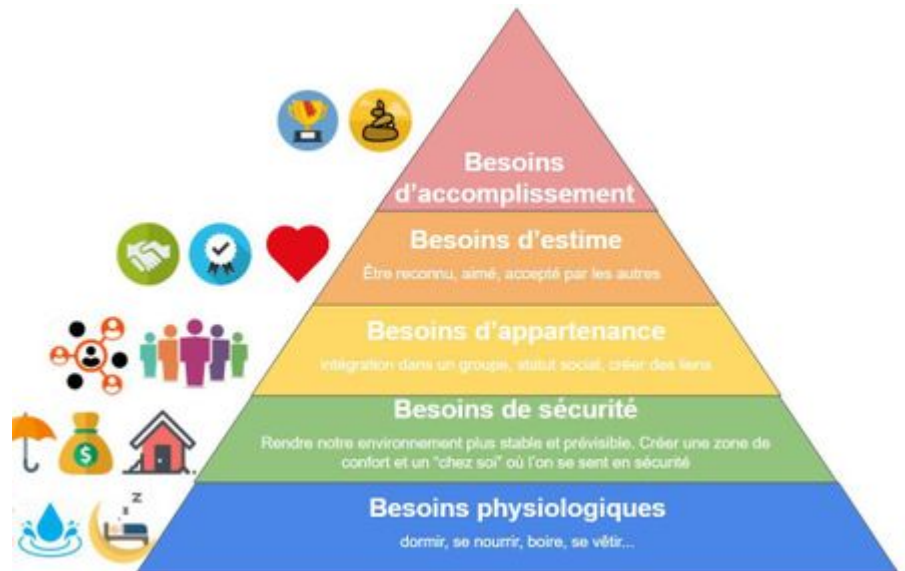 Besoins
d'accomplissement
Besoins d'estime
Être reconnu, aimé, accepté par les autres
Besoins d'appartenance
intégration dans un groupe, statut social, créer des liens
Besoins de sécurité
Rendre notre environnement plus stable et prévisible. Créer une zone de
confort et un "chez soi" où l'on se sent en sécurité
Besoins physiologiques
dormir, se nourrir, boire, se vêtir...
$
z
Z